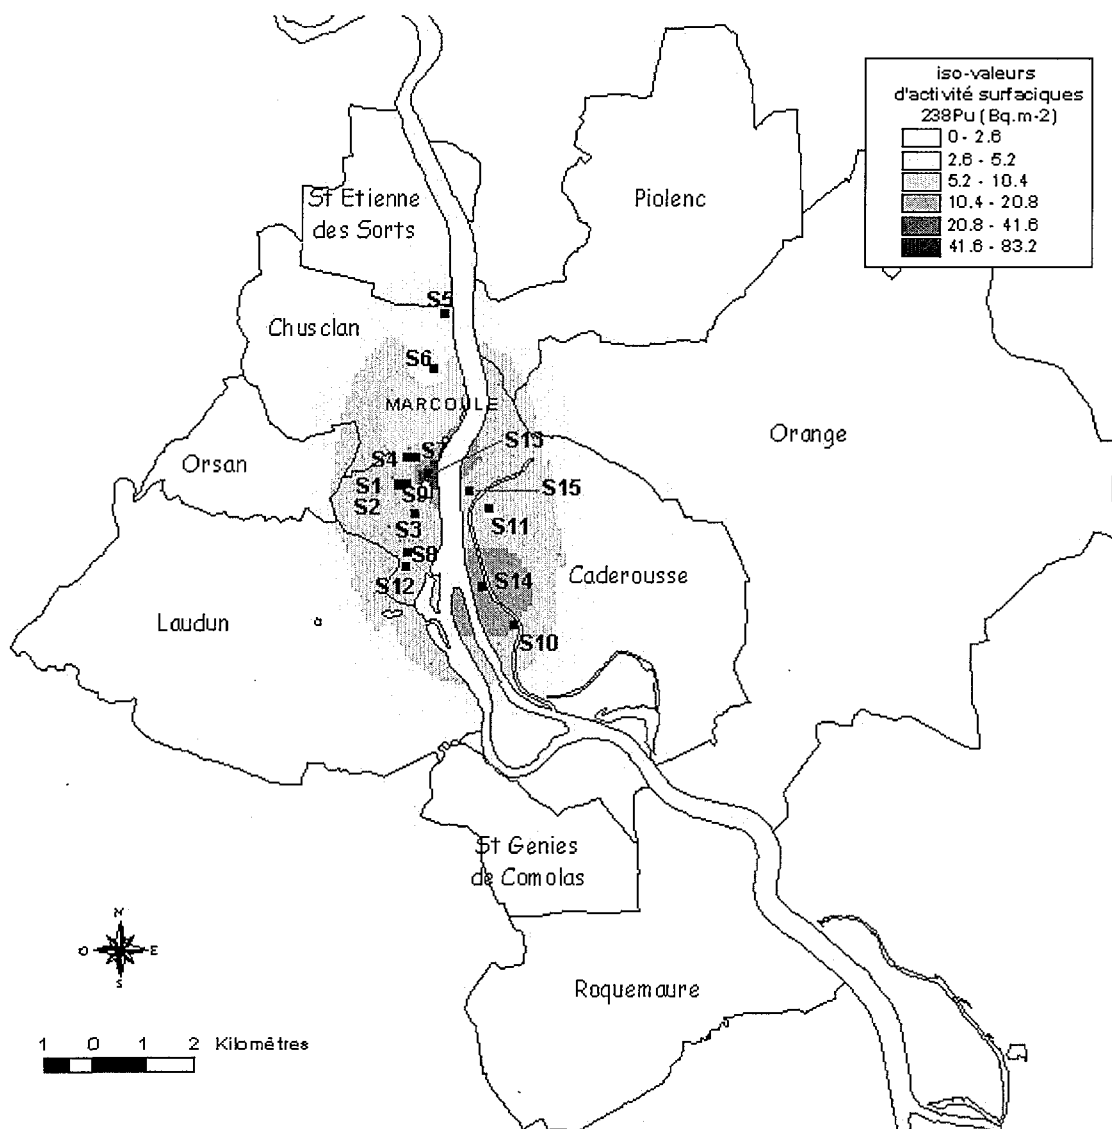 iso-valeurs
d'activité surfaciques
238Pu (Bq.m-2)
0 - 2.6
2.6 - 5.2
5.2 - 10.4
10.4 - 20.8
20.8 - 41.6
41.6 - 83.2
St Etienne
des Sorts
Piolenc
S5
Chusclan
S6
MARCOULE
Orange
S7
S13
S4
Orsan
S1
S9
S15
S2
S11
S3
S8
S14
Caderousse
S12
Laudun
S10
St Genies
de Comolas
N
O
E
S
Roquemaure
1 0 1 2 Kilomètres